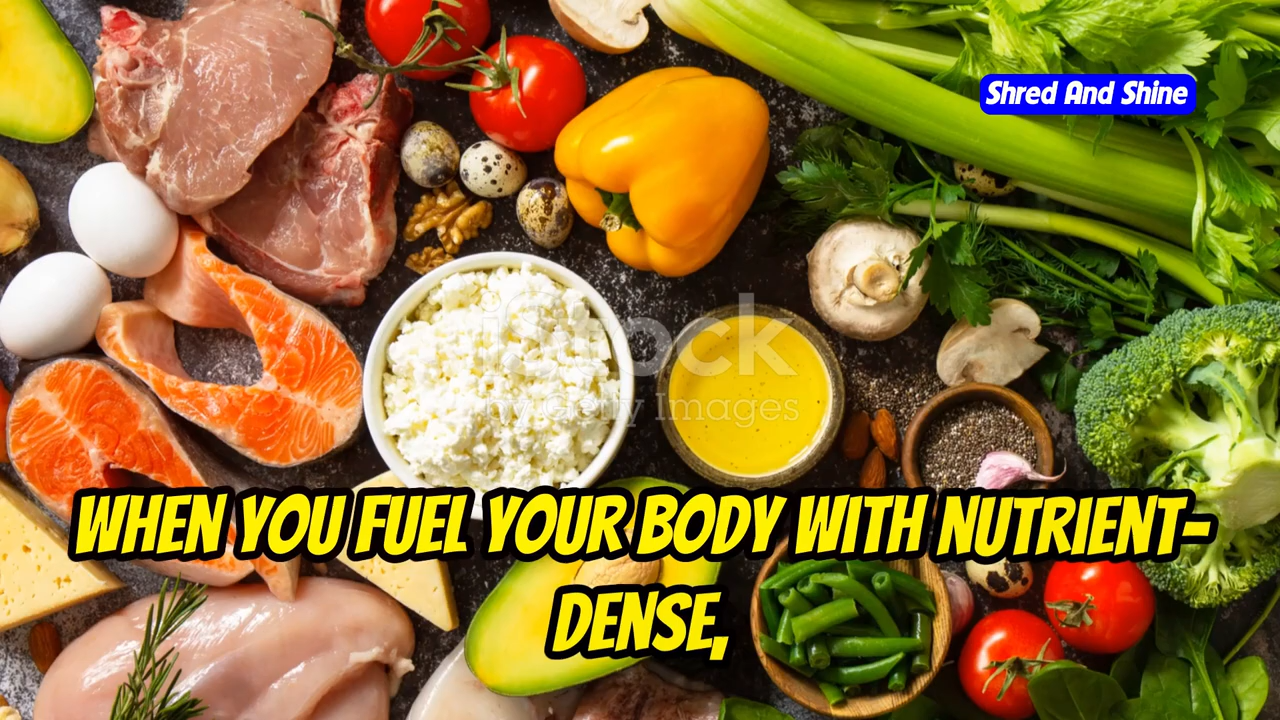 Shred And Shine
iStock
by Getty Images
WHEN YOU FUEL YOUR BODY WITH NUTRIENT-
DENSE,